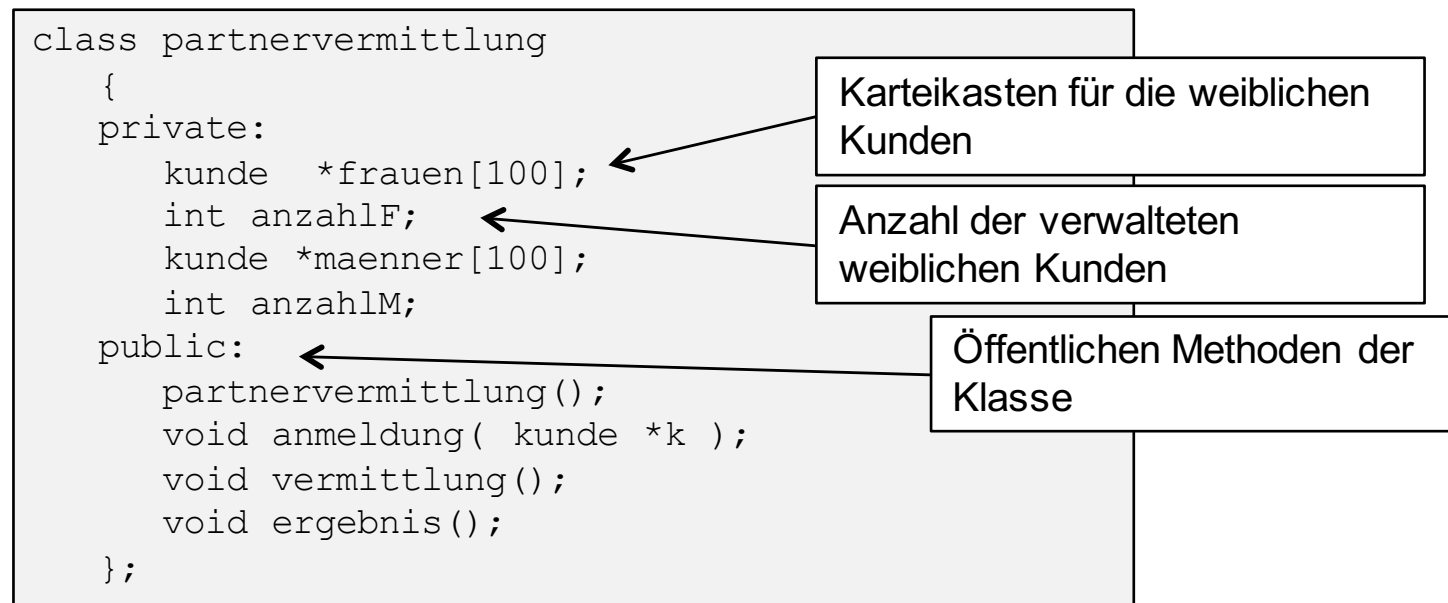 class partnervermittlung
{
private:
kunde  *frauen[100];
int anzahlF;
kunde *maenner[100];
int anzahlM;
public:
partnervermittlung();
void anmeldung( kunde *k );
void vermittlung();
void ergebnis();
};
Karteikasten für die weiblichen
Kunden
Anzahl der verwalteten
weiblichen Kunden
Öffentlichen Methoden der
Klasse